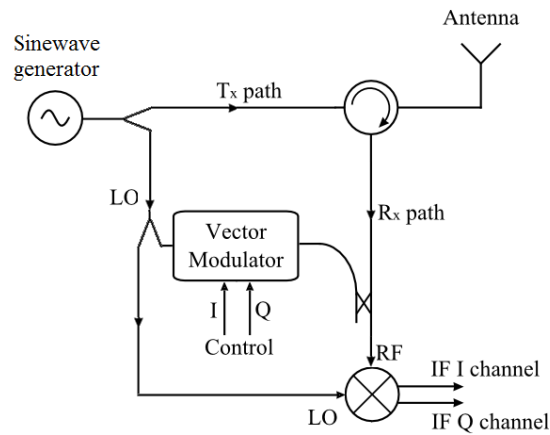 Antenna
Sinewave
generator
Tx path
LO
Rx path
Vector
Modulator
I
Q
Control
RF
IF I channel
LO
IF Q channel